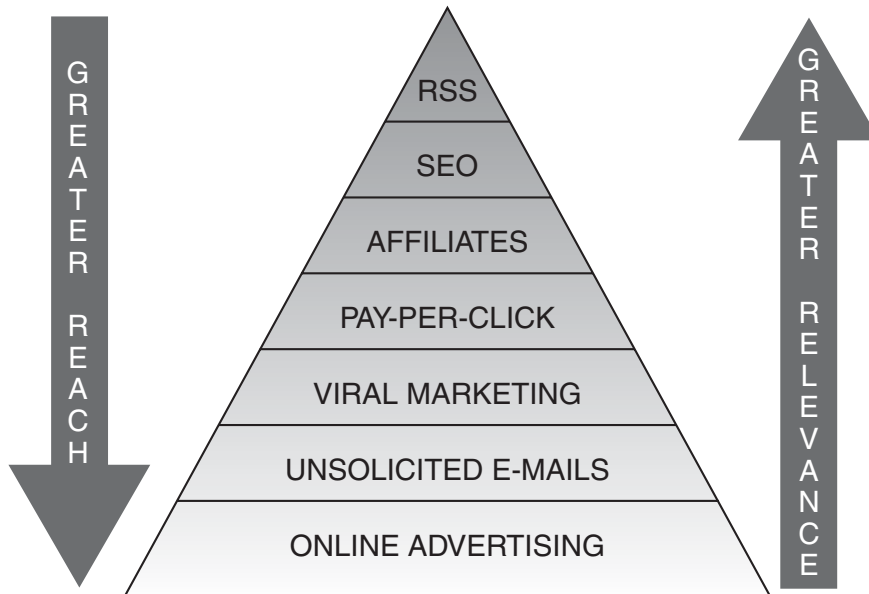 GREATER REACH
RSS
SEO
AFFILIATES
PAY-PER-CLICK
VIRAL MARKETING
UNSOLICITED E-MAILS
ONLINE ADVERTISING
GREATER RELEVANCE